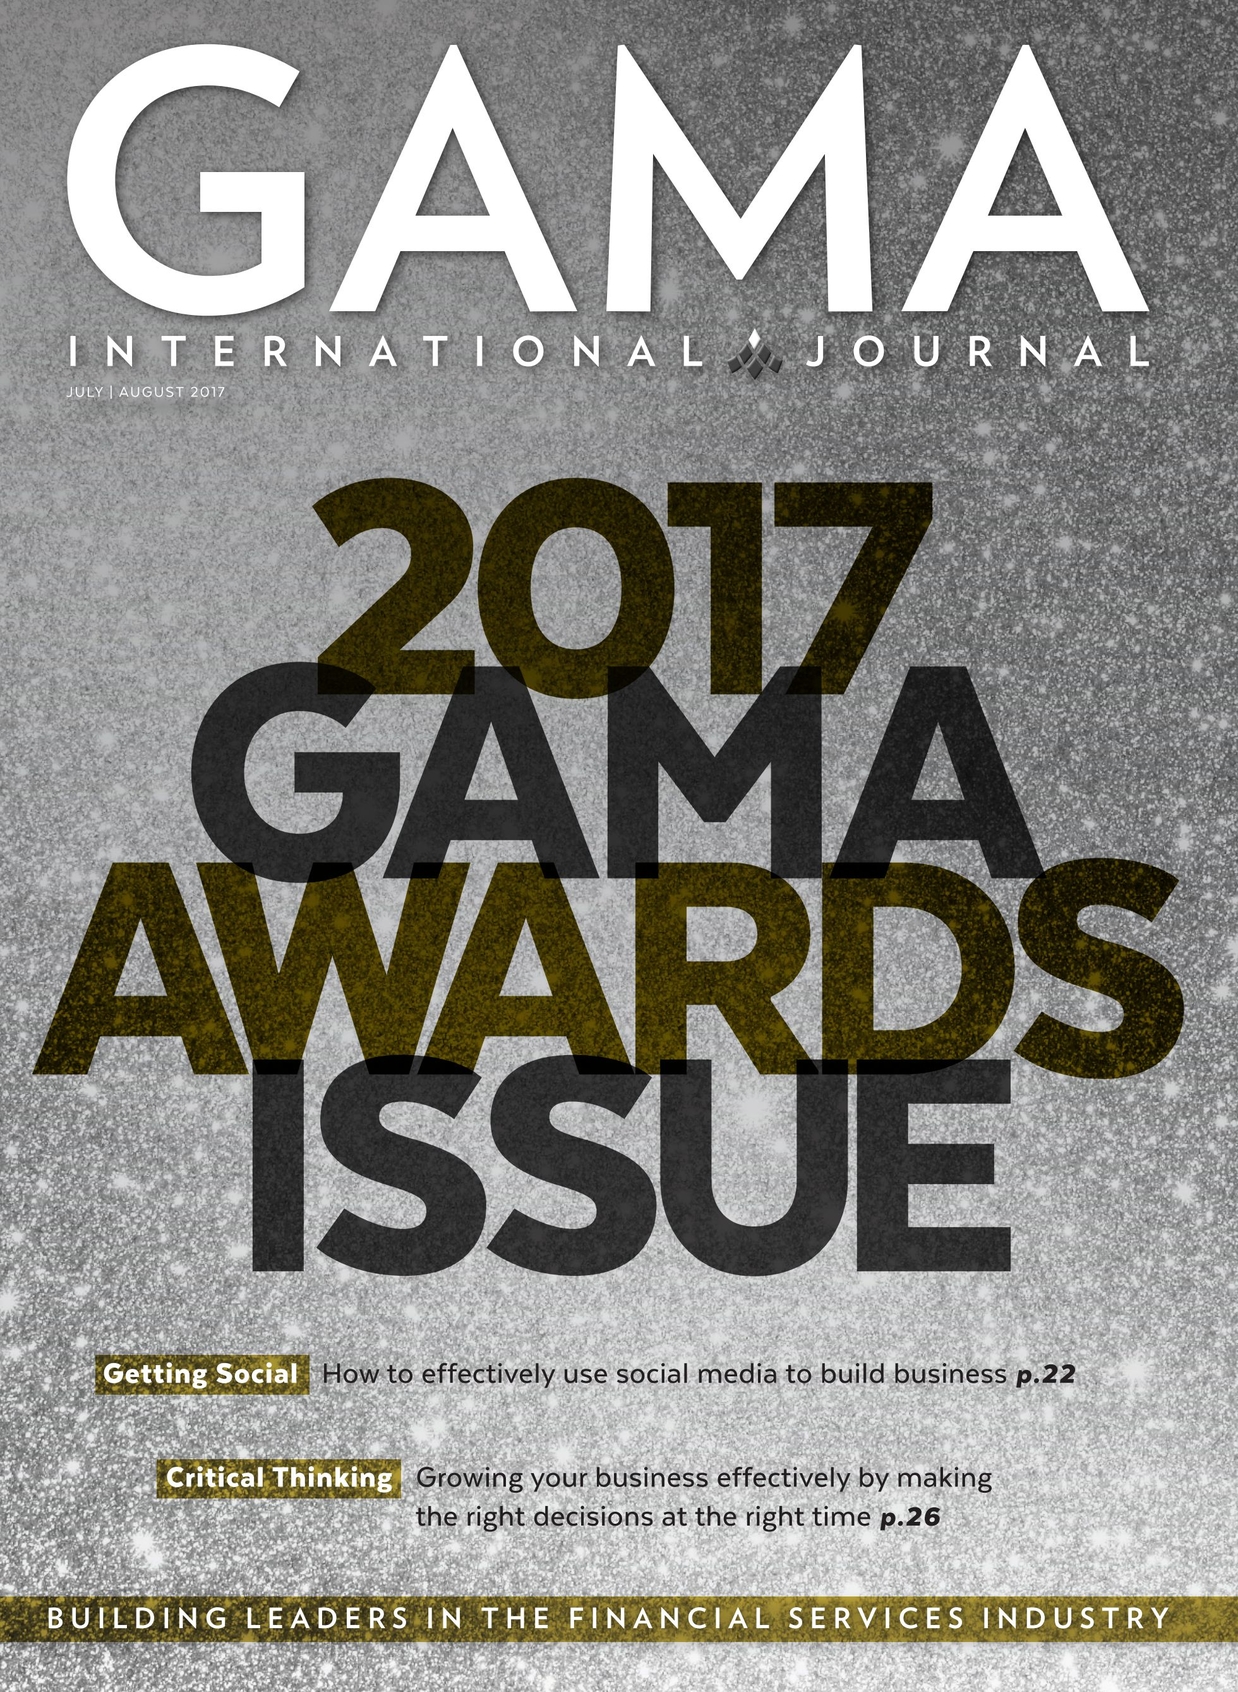 GAMA
INTERNATIONAL JOURNAL
JULY | AUGUST 2017
2017
GAMA
AWARDS
ISSUE
Getting Social How to effectively use social media to build business p.22
Critical Thinking Growing your business effectively by making
the right decisions at the right time p.26
BUILDING LEADERS IN THE FINANCIAL SERVICES INDUSTRY